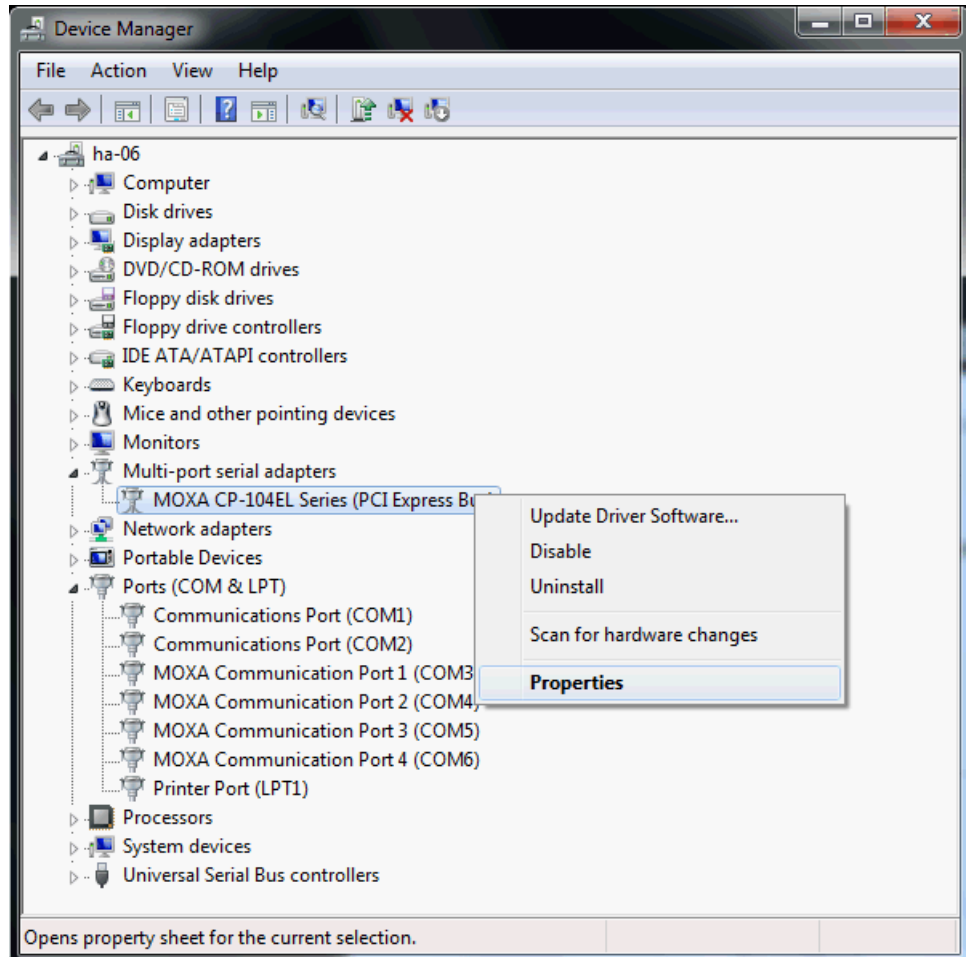 Device Manager
File Action View Help
ha-06
Computer
Disk drives
Display adapters
DVD/CD-ROM drives
Floppy disk drives
Floppy drive controllers
IDE ATA/ATAPI controllers
Keyboards
Mice and other pointing devices
Monitors
Multi-port serial adapters
MOXA CP-104EL Series (PCI Express Bu
Network adapters
Portable Devices
Ports (COM & LPT)
Communications Port (COM1)
Communications Port (COM2)
MOXA Communication Port 1 (COM3
MOXA Communication Port 2 (COM4)
MOXA Communication Port 3 (COM5)
MOXA Communication Port 4 (COM6)
Printer Port (LPT1)
Processors
System devices
Universal Serial Bus controllers
Update Driver Software...
Disable
Uninstall
Scan for hardware changes
Properties
Opens property sheet for the current selection.